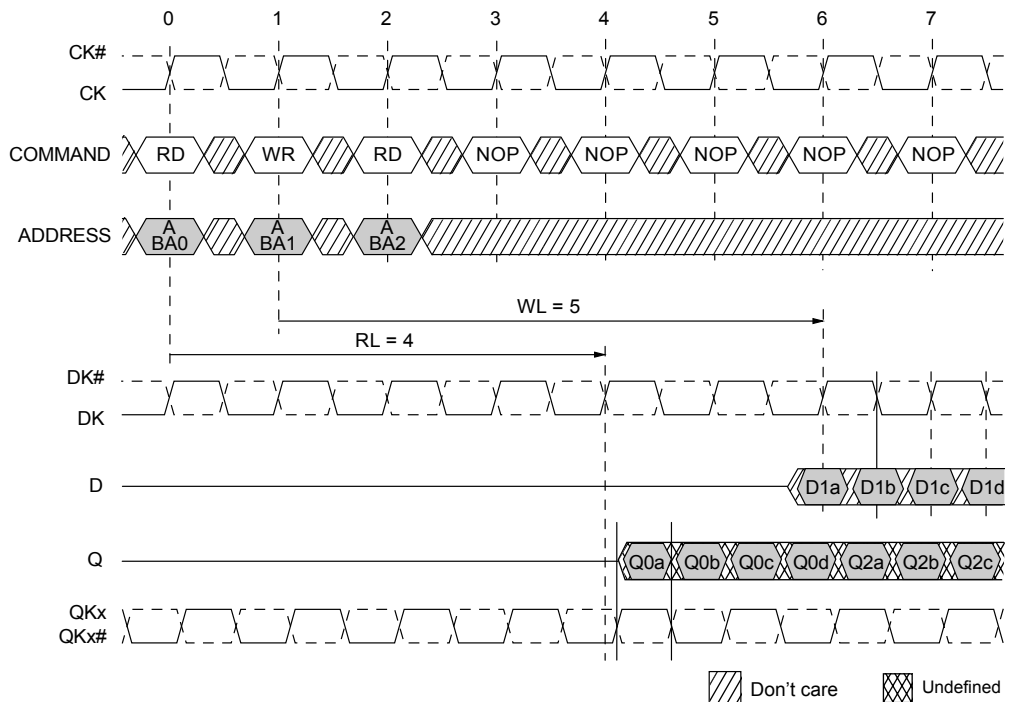 0 1 2 3 4 5 6 7
CK#
CK
COMMAND RD WR RD NOP NOP NOP NOP NOP
ADDRESS A BA0 A BA1 A BA2
WL = 5
RL = 4
DK#
DK
D D1a D1b D1c D1d
Q Q0a Q0b Q0c Q0d Q2a Q2b Q2c
QKx
QKx#
Don't care Undefined